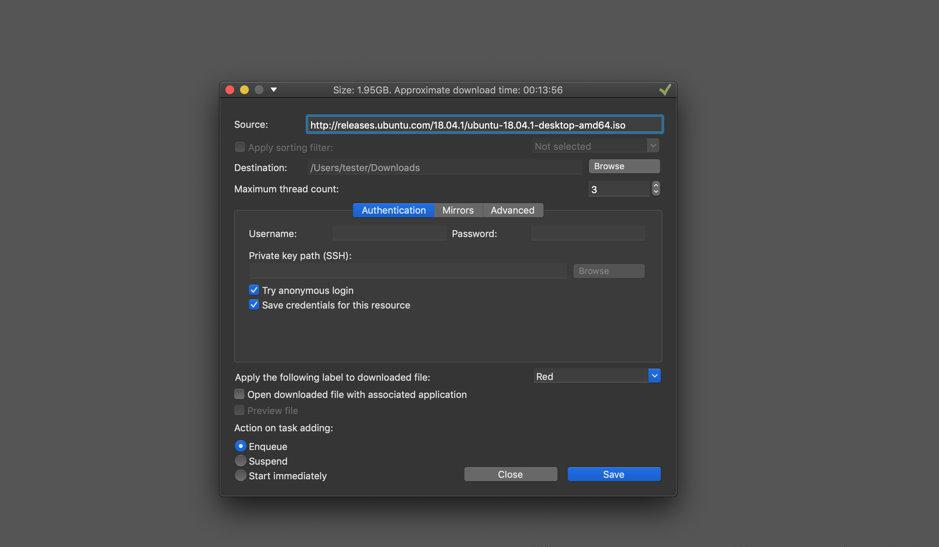 Size: 1.95GB. Approximate download time: 00:13:56
Source: http://releases.ubuntu.com/18.04.1/ubuntu-18.04.1-desktop-amd64.iso
Apply sorting filter: Not selected
Destination: /Users/tester/Downloads Browse
Maximum thread count: 3
Authentication Mirrors Advanced
Username: Password:
Private key path (SSH):
Browse
Try anonymous login
Save credentials for this resource
Apply the following label to downloaded file: Red
Open downloaded file with associated application
Preview file
Action on task adding:
Enqueue
Suspend
Start immediately
Close Save